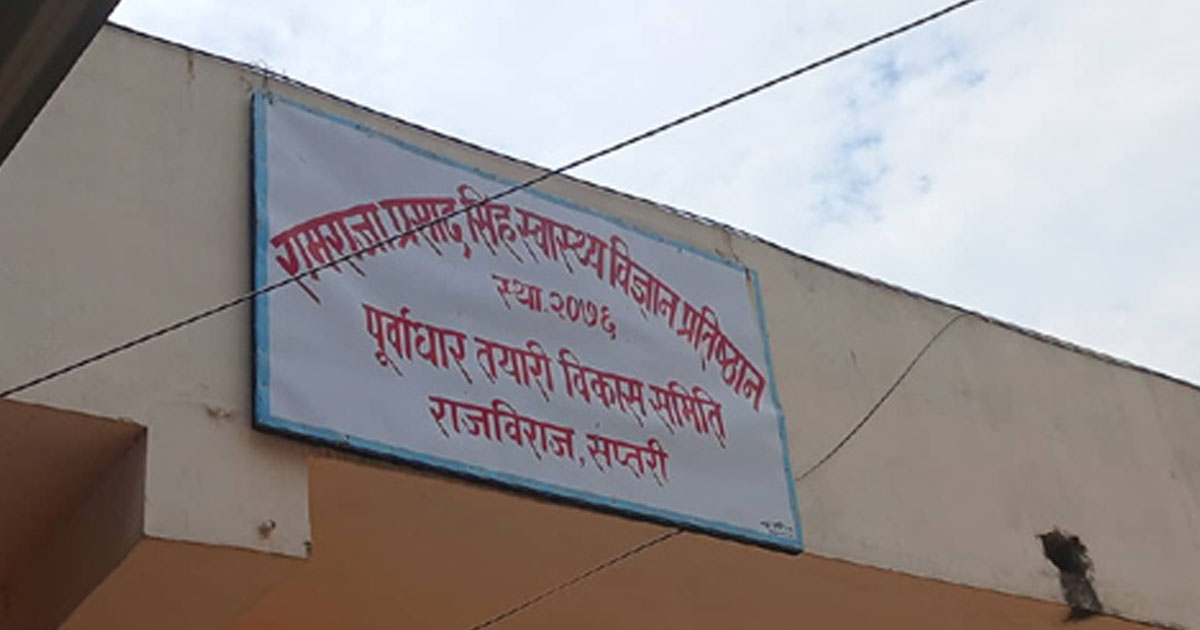 रामराजा प्रसाद, सिंह स्वास्थ्य विज्ञान प्रतिष्ठान
स्था.२०७६
पूर्वाधार तयारी विकास समिति
राजविराज, सप्तरी